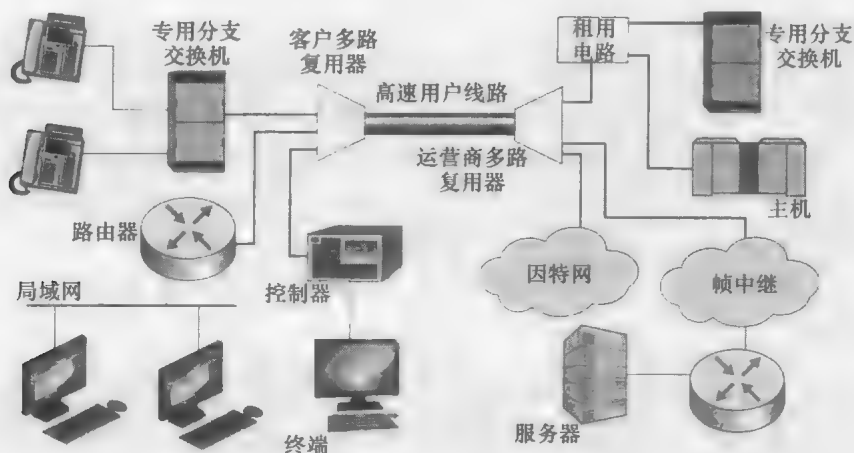 专用分支
交换机
客户多路
复用器
高速用户线路
运营商多路
复用器
租用
电路
专用分支
交换机
主机
路由器
局域网
控制器
终端
因特网
帧中继
服务器